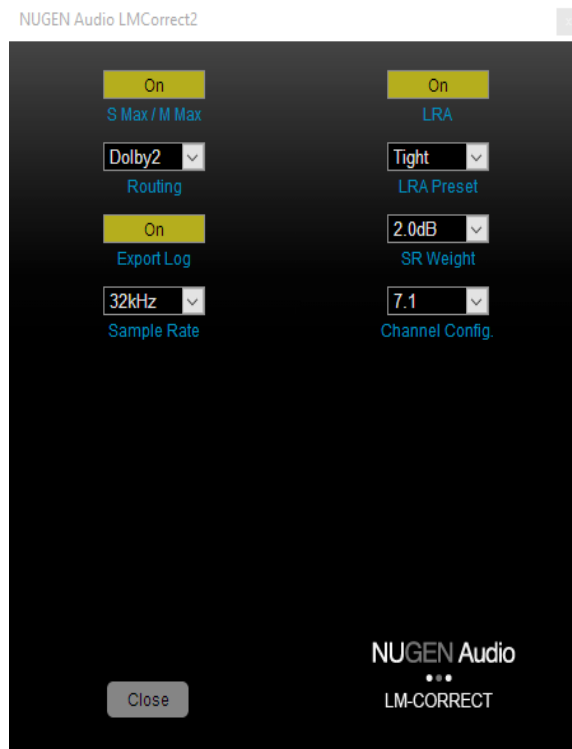 NUGEN Audio LMCorrect2
On
S Max / M Max
On
LRA
Dolby2
Routing
Tight
LRA Preset
On
Export Log
2.0dB
SR Weight
32kHz
Sample Rate
7.1
Channel Config.
NUGEN Audio
LM-CORRECT
Close